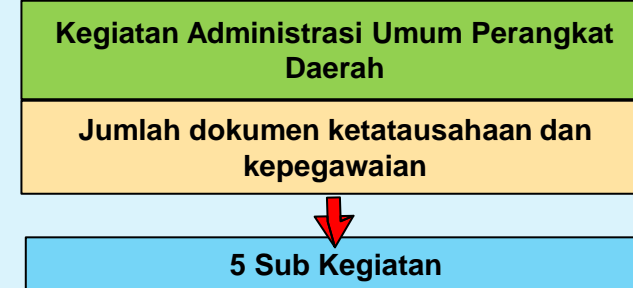 Kegiatan Administrasi Umum Perangkat
Daerah
Jumlah dokumen ketatausahaan dan
kepegawaian
5 Sub Kegiatan